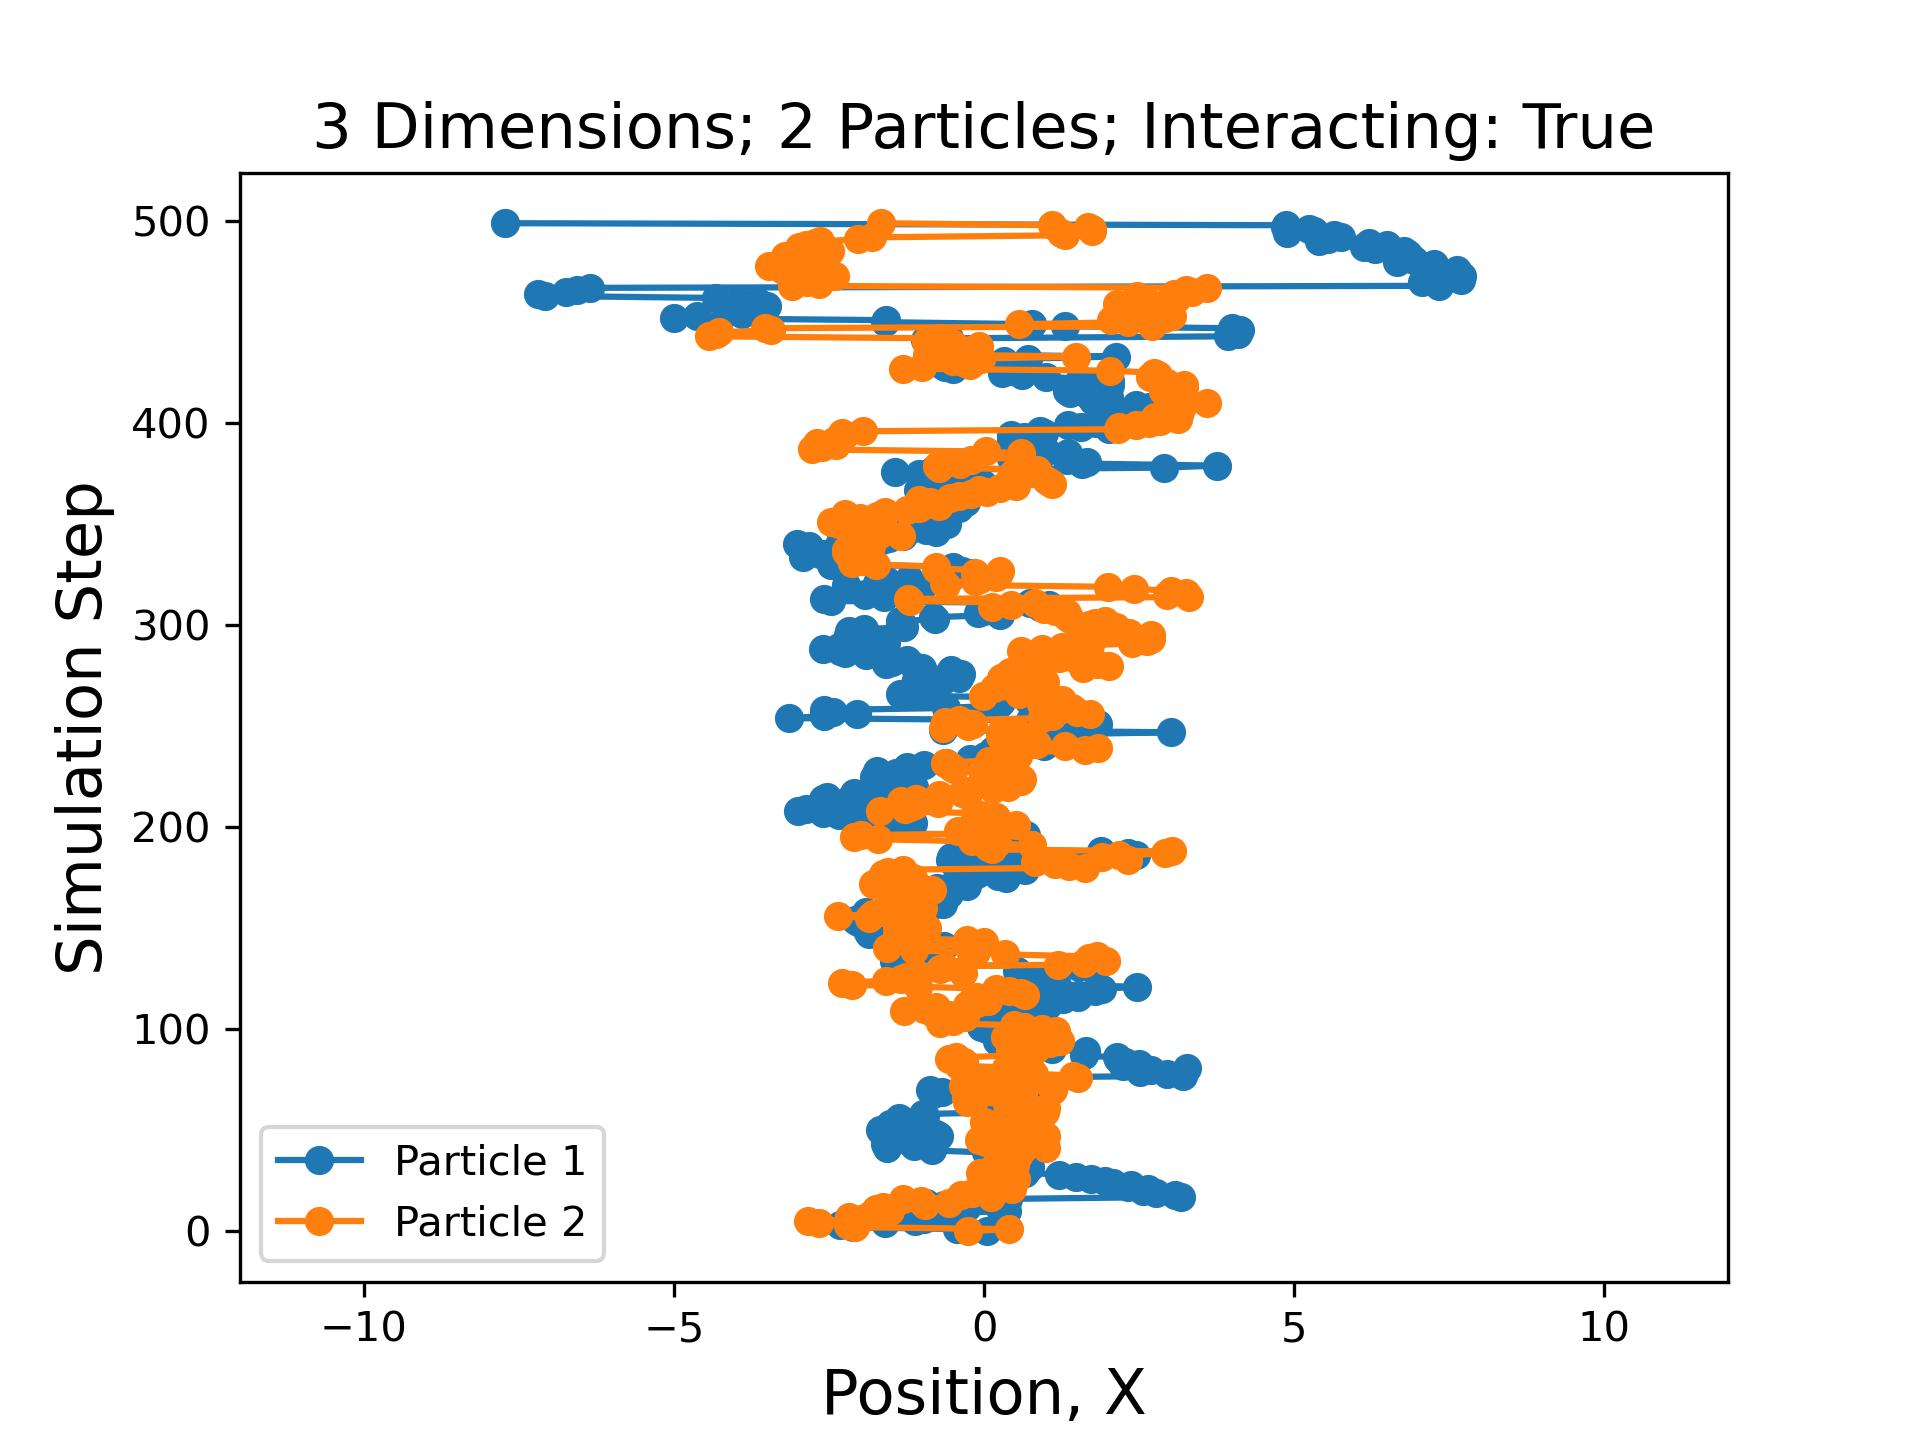 3 Dimensions; 2 Particles; Interacting: True
Simulation Step
500
400
300
200
100
0
Particle 1
Particle 2
−10
−5
0
5
10
Position, X